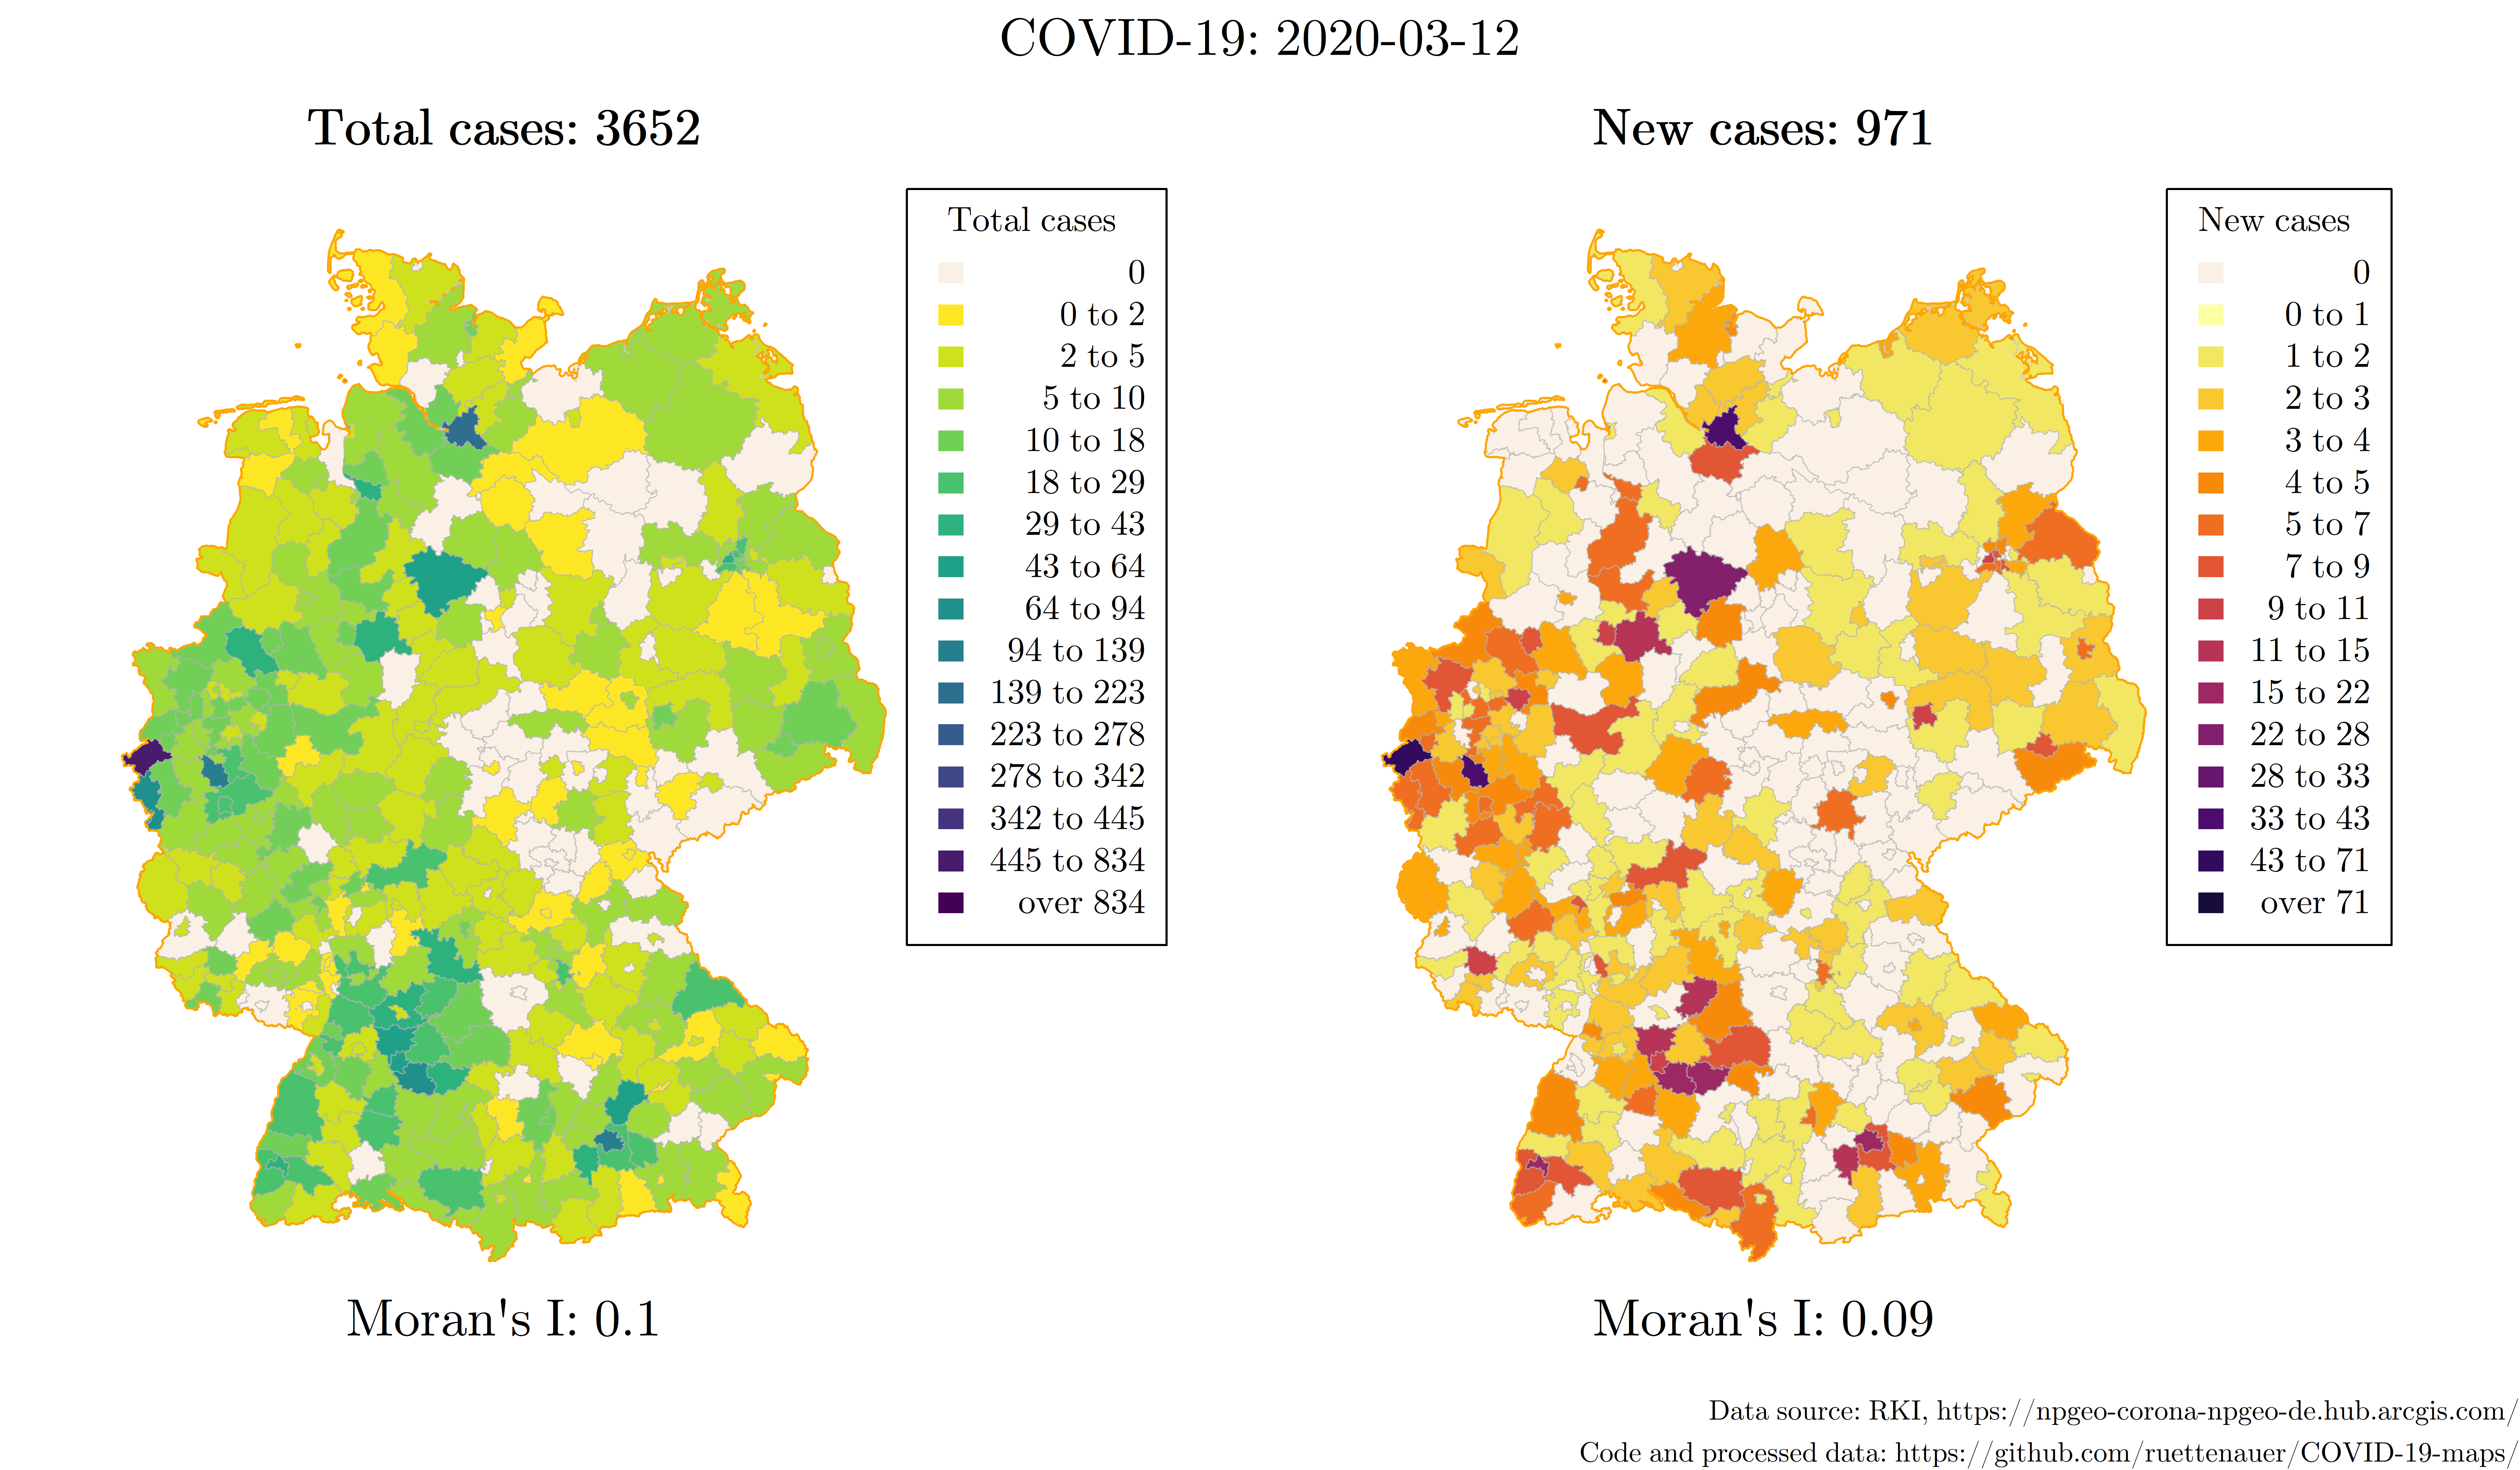 COVID-19: 2020-03-12
Total cases: 3652
Total cases
0
0 to 2
2 to 5
5 to 10
10 to 18
18 to 29
29 to 43
43 to 64
64 to 94
94 to 139
139 to 223
223 to 278
278 to 342
342 to 445
445 to 834
over 834
Moran's I: 0.1
New cases: 971
New cases
0
0 to 1
1 to 2
2 to 3
3 to 4
4 to 5
5 to 7
7 to 9
9 to 11
11 to 15
15 to 22
22 to 28
28 to 33
33 to 43
43 to 71
over 71
Moran's I: 0.09
Data source: RKI, https://npgeo-corona-npgeo-de.hub.arcgis.com/
Code and processed data: https://github.com/ruettenauer/COVID-19-maps/